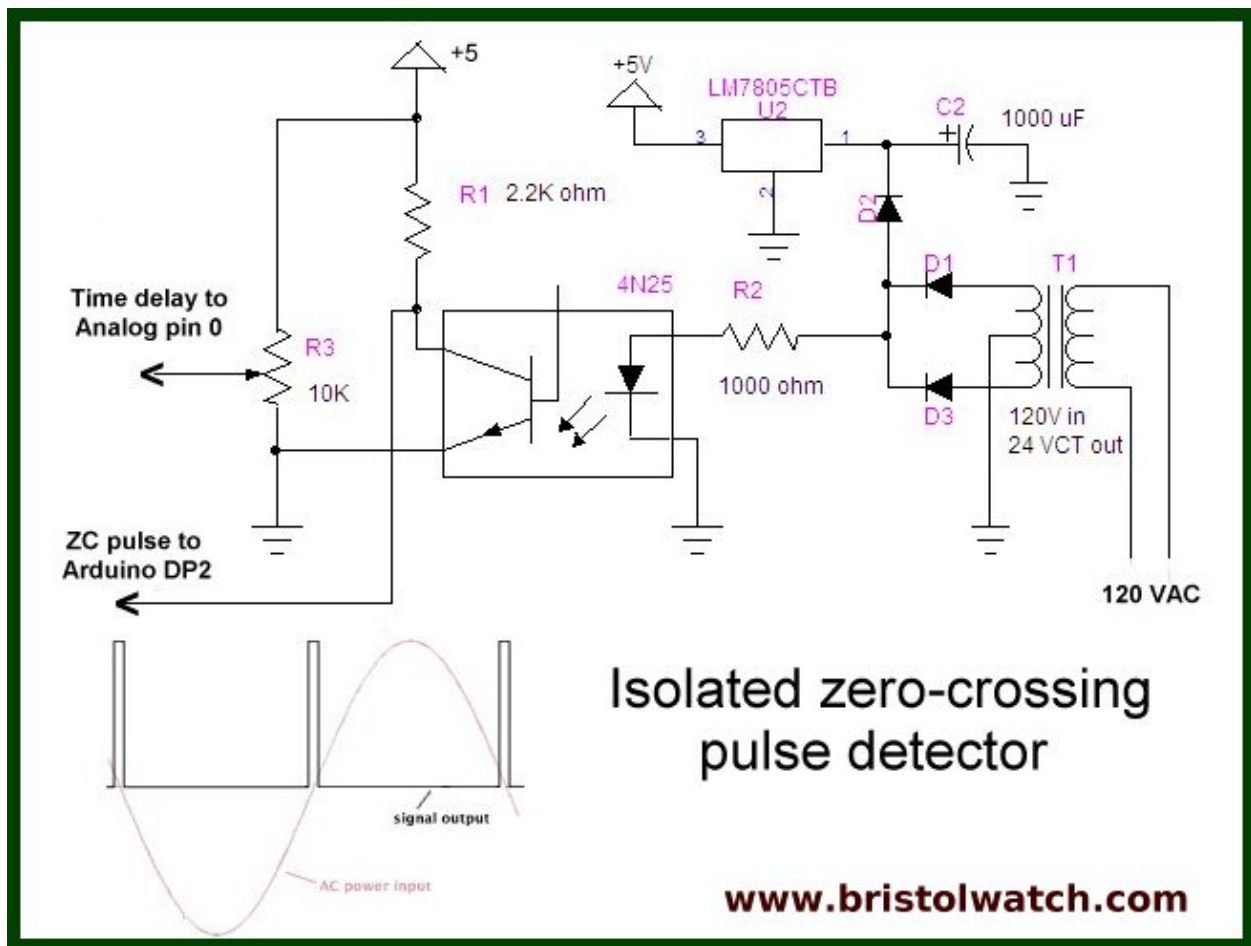 +5
+5V
LM7805CTB
U2
3
1
2
C2
+
1000 uF
R1 2.2K ohm
D2
D1
T1
4N25
R2
Time delay to
Analog pin 0
R3
10K
1000 ohm
D3
120V in
24 VCT out
ZC pulse to
Arduino DP2
120 VAC
Isolated zero-crossing
pulse detector
signal output
AC power input
www.bristolwatch.com